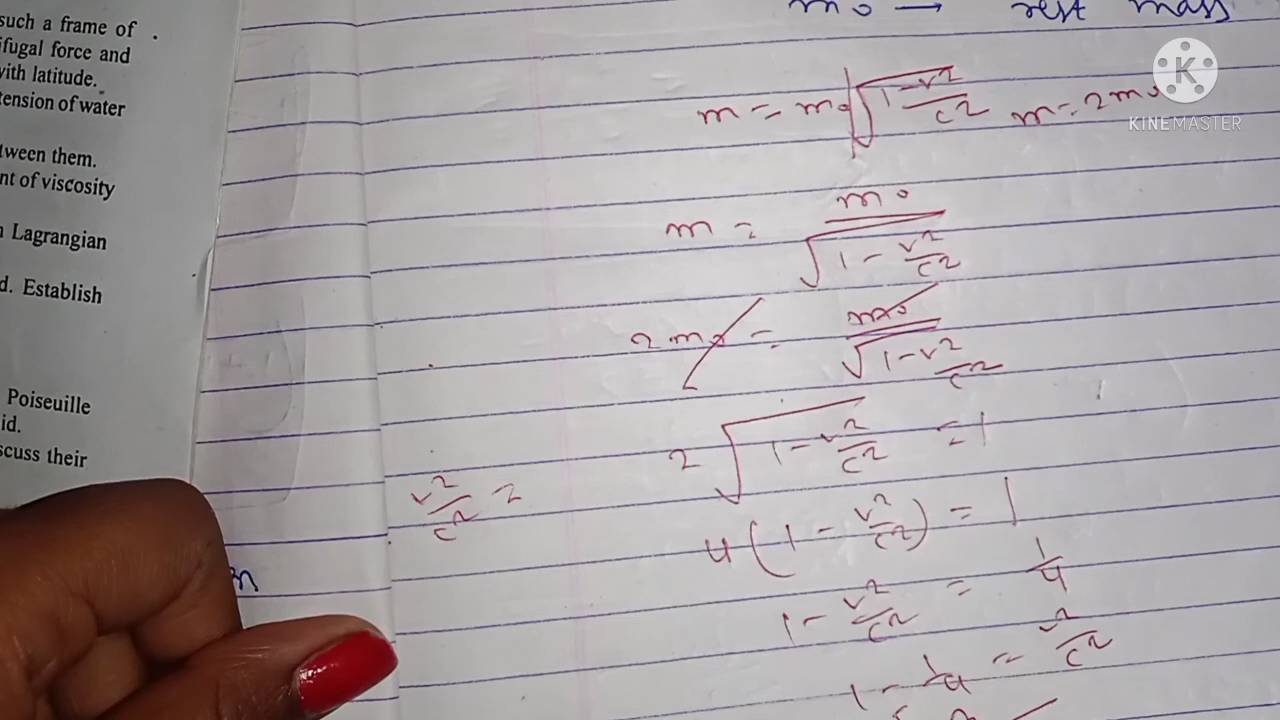 such a frame of
ifugal force and
with latitude.
tension of water
tween them.
nt of viscosity
n Lagrangian
d. Establish
Poiseuille
id.
scuss their
m0 → rest mass
m = m0 √1-v²/c² m = 2m0
KINEMASTER
m = m0/√1 - v²/c²
2m0 = m0/√1-v²/c²
2 √1 - v²/c² = 1
v²/c² =
4(1 - v²/c²) = 1
1 - v²/c² = 1/4
1 - 1/4 = v²/c²